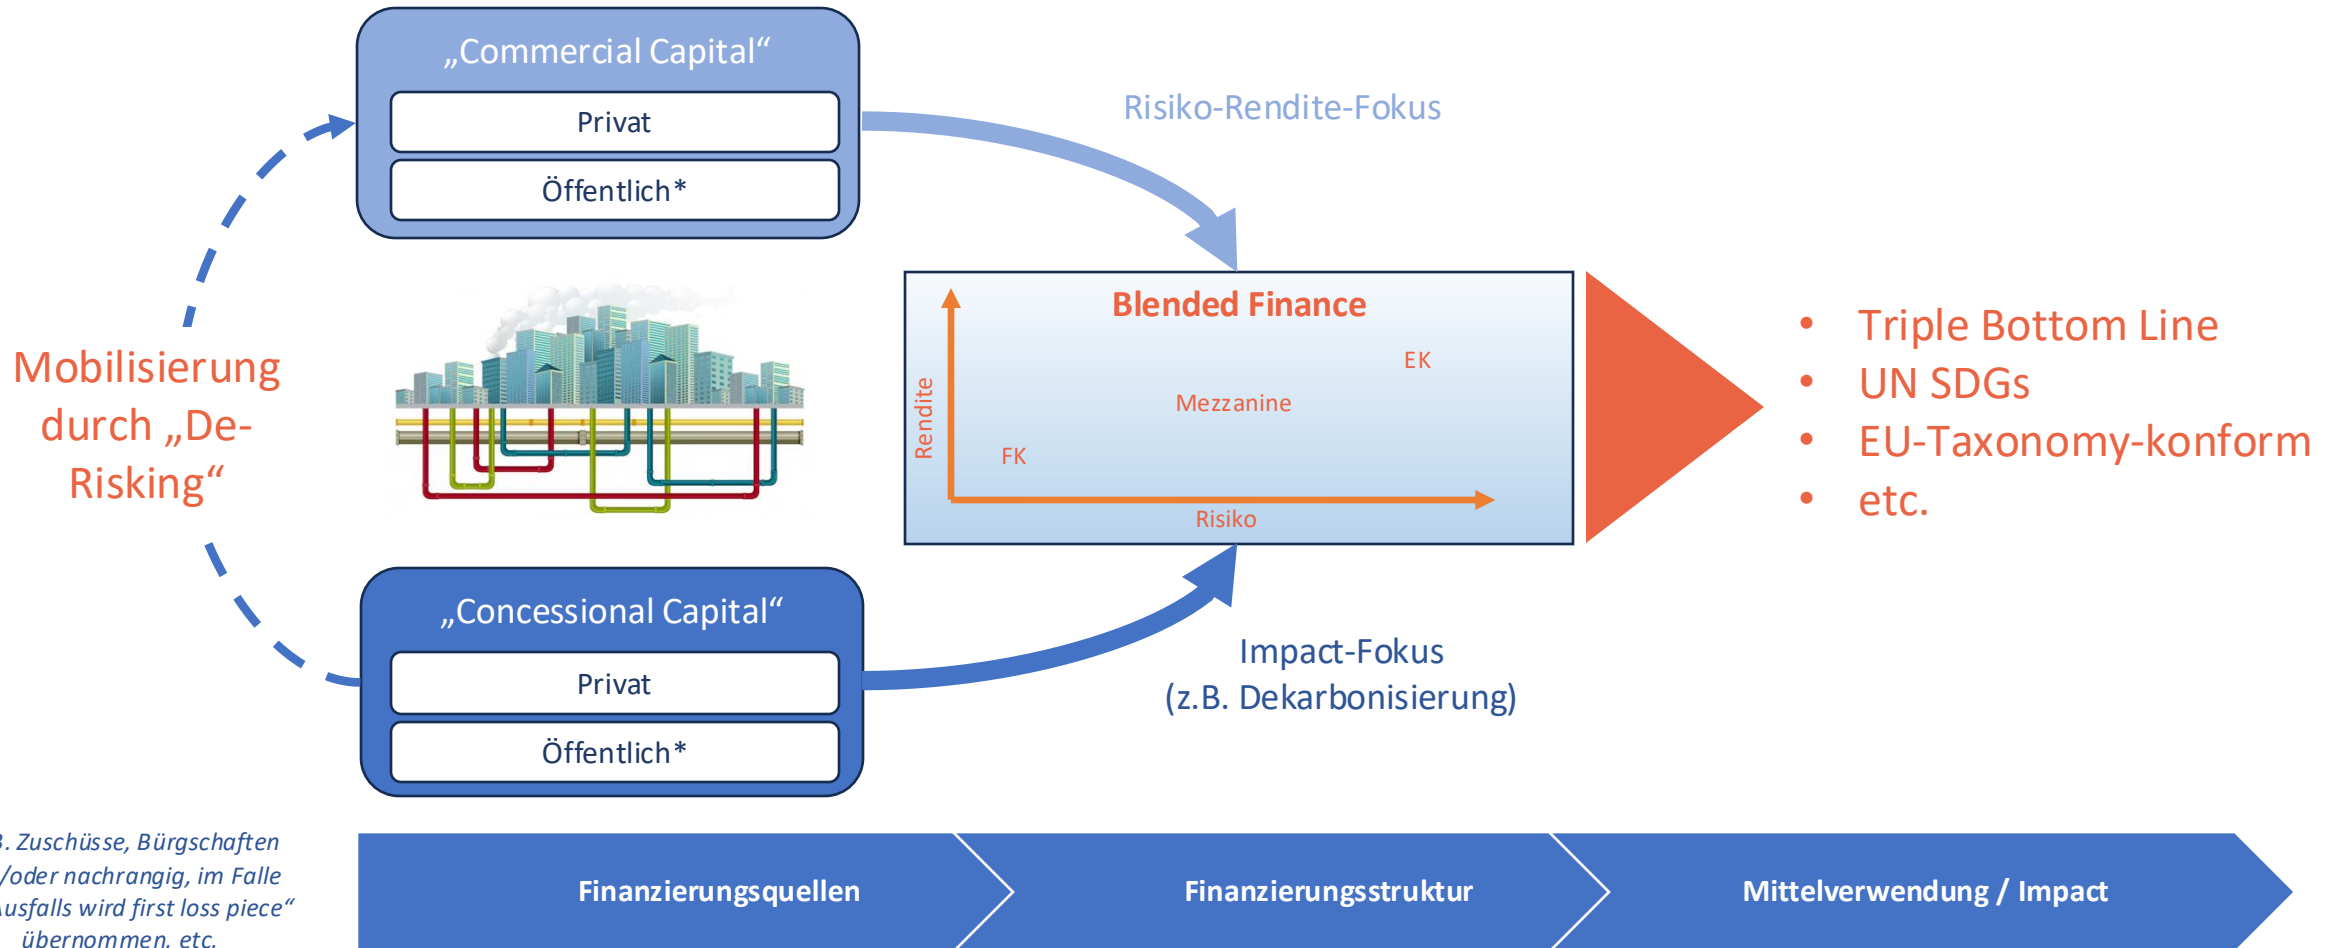 „Commercial Capital“
Privat
Öffentlich*
Risiko-Rendite-Fokus
Mobilisierung
durch „De-
Risking“
Blended Finance
EK
Mezzanine
FK
Rendite
Risiko
• Triple Bottom Line
• UN SDGs
• EU-Taxonomy-konform
• etc.
„Concessional Capital“
Privat
Öffentlich*
Impact-Fokus
(z.B. Dekarbonisierung)
. Zuschüsse, Bürgschaften
/oder nachrangig, im Falle
Ausfalls wird first loss piece“
übernommen, etc.
Finanzierungsquellen
Finanzierungsstruktur
Mittelverwendung / Impact